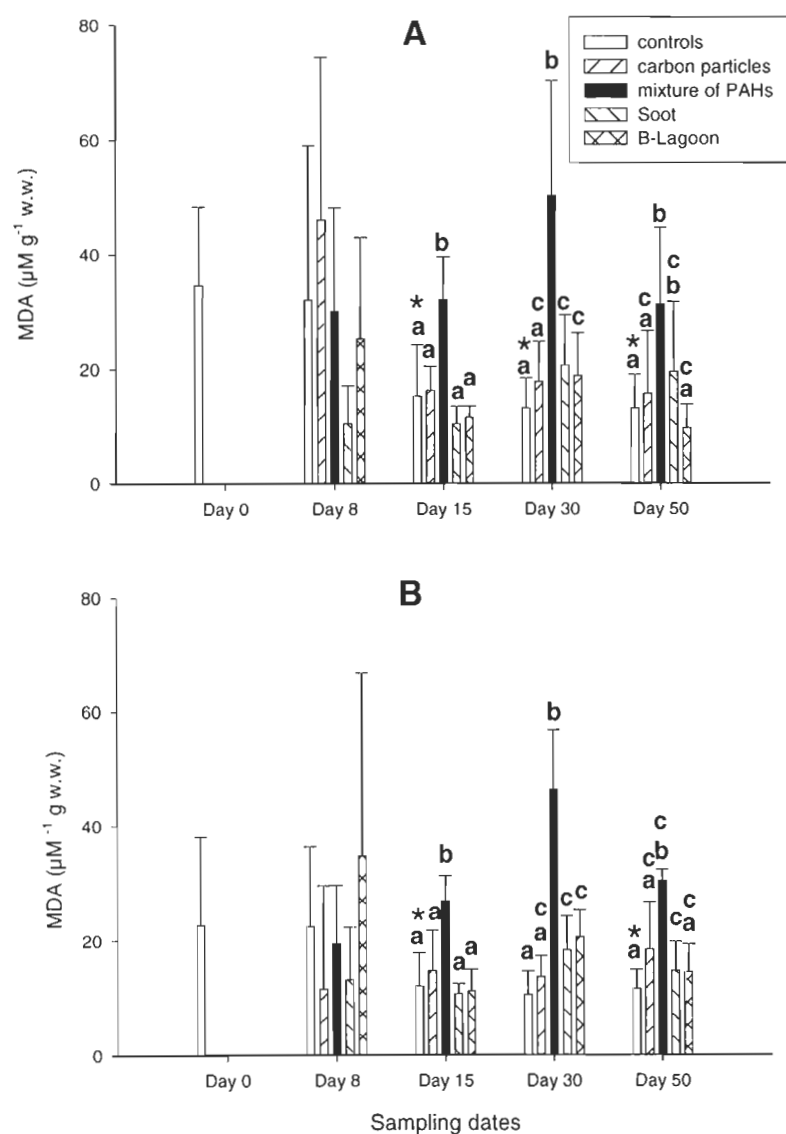 A
controls
carbon particles
mixture of PAHs
Soot
B-Lagoon
MDA (µM g⁻¹ w.w.)
80
60
40
20
0
b
b
b
*
a
a
a
a
*
a
c
a
c
c
*
a
c
a
c
b
c
a
Day 0 Day 8 Day 15 Day 30 Day 50
B
MDA (µM ⁻¹ g w.w.)
80
60
40
20
0
b
b
c
b
*
a
a
a
a
a
c
a
c
c
*
a
c
a
c
c
a
Day 0 Day 8 Day 15 Day 30 Day 50
Sampling dates